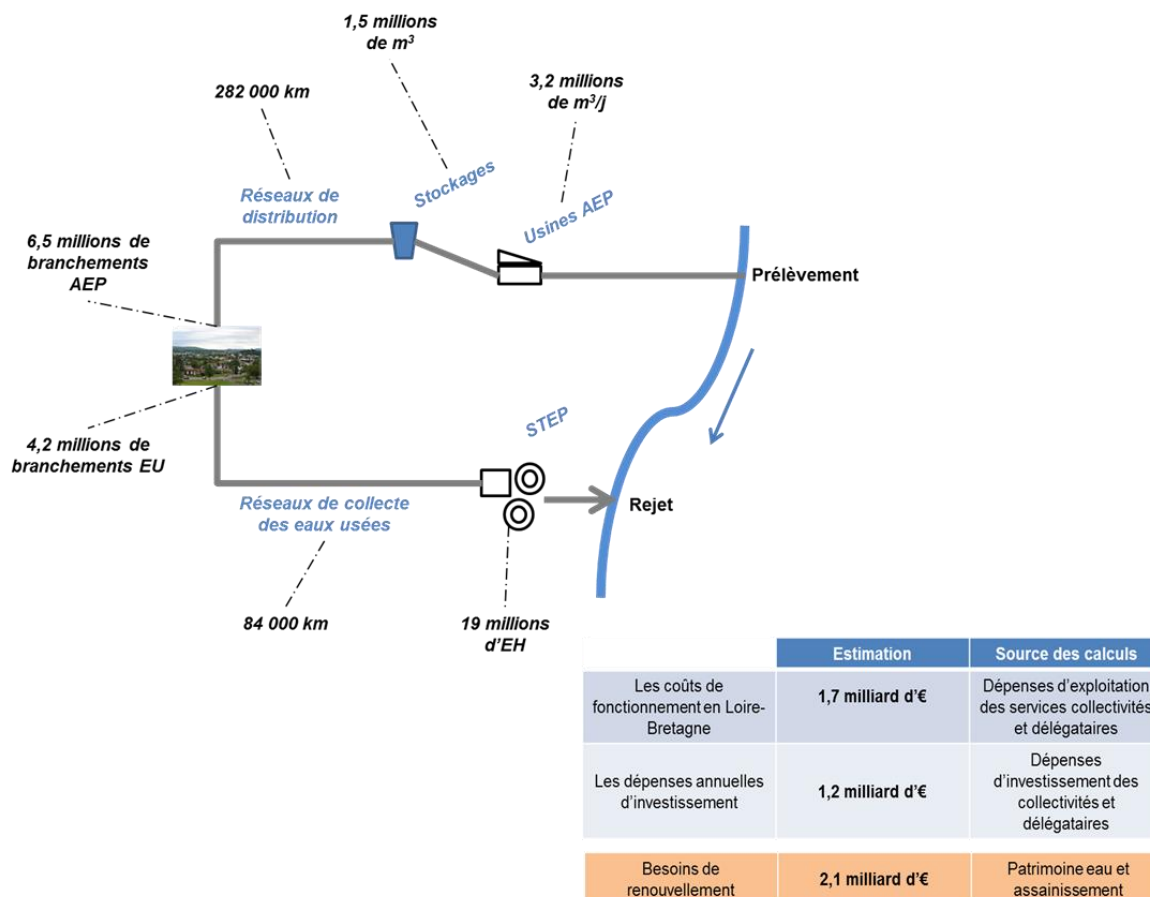 1,5 millions
de m³
3,2 millions
de m³/j
282 000 km
Stockages
Réseaux de
distribution
Usines AEP
6,5 millions de
branchements
AEP
Prélèvement
4,2 millions de
branchements EU
STEP
Réseaux de collecte
des eaux usées
Rejet
84 000 km
19 millions
d'EH
Estimation
Source des calculs
Les coûts de
fonctionnement en Loire-
Bretagne
1,7 milliard d'€
Dépenses d'exploitation
des services collectivités
et délégataires
Les dépenses annuelles
d'investissement
1,2 milliard d'€
Dépenses
d'investissement des
collectivités et
délégataires
Besoins de
renouvellement
2,1 milliard d'€
Patrimoine eau et
assainissement